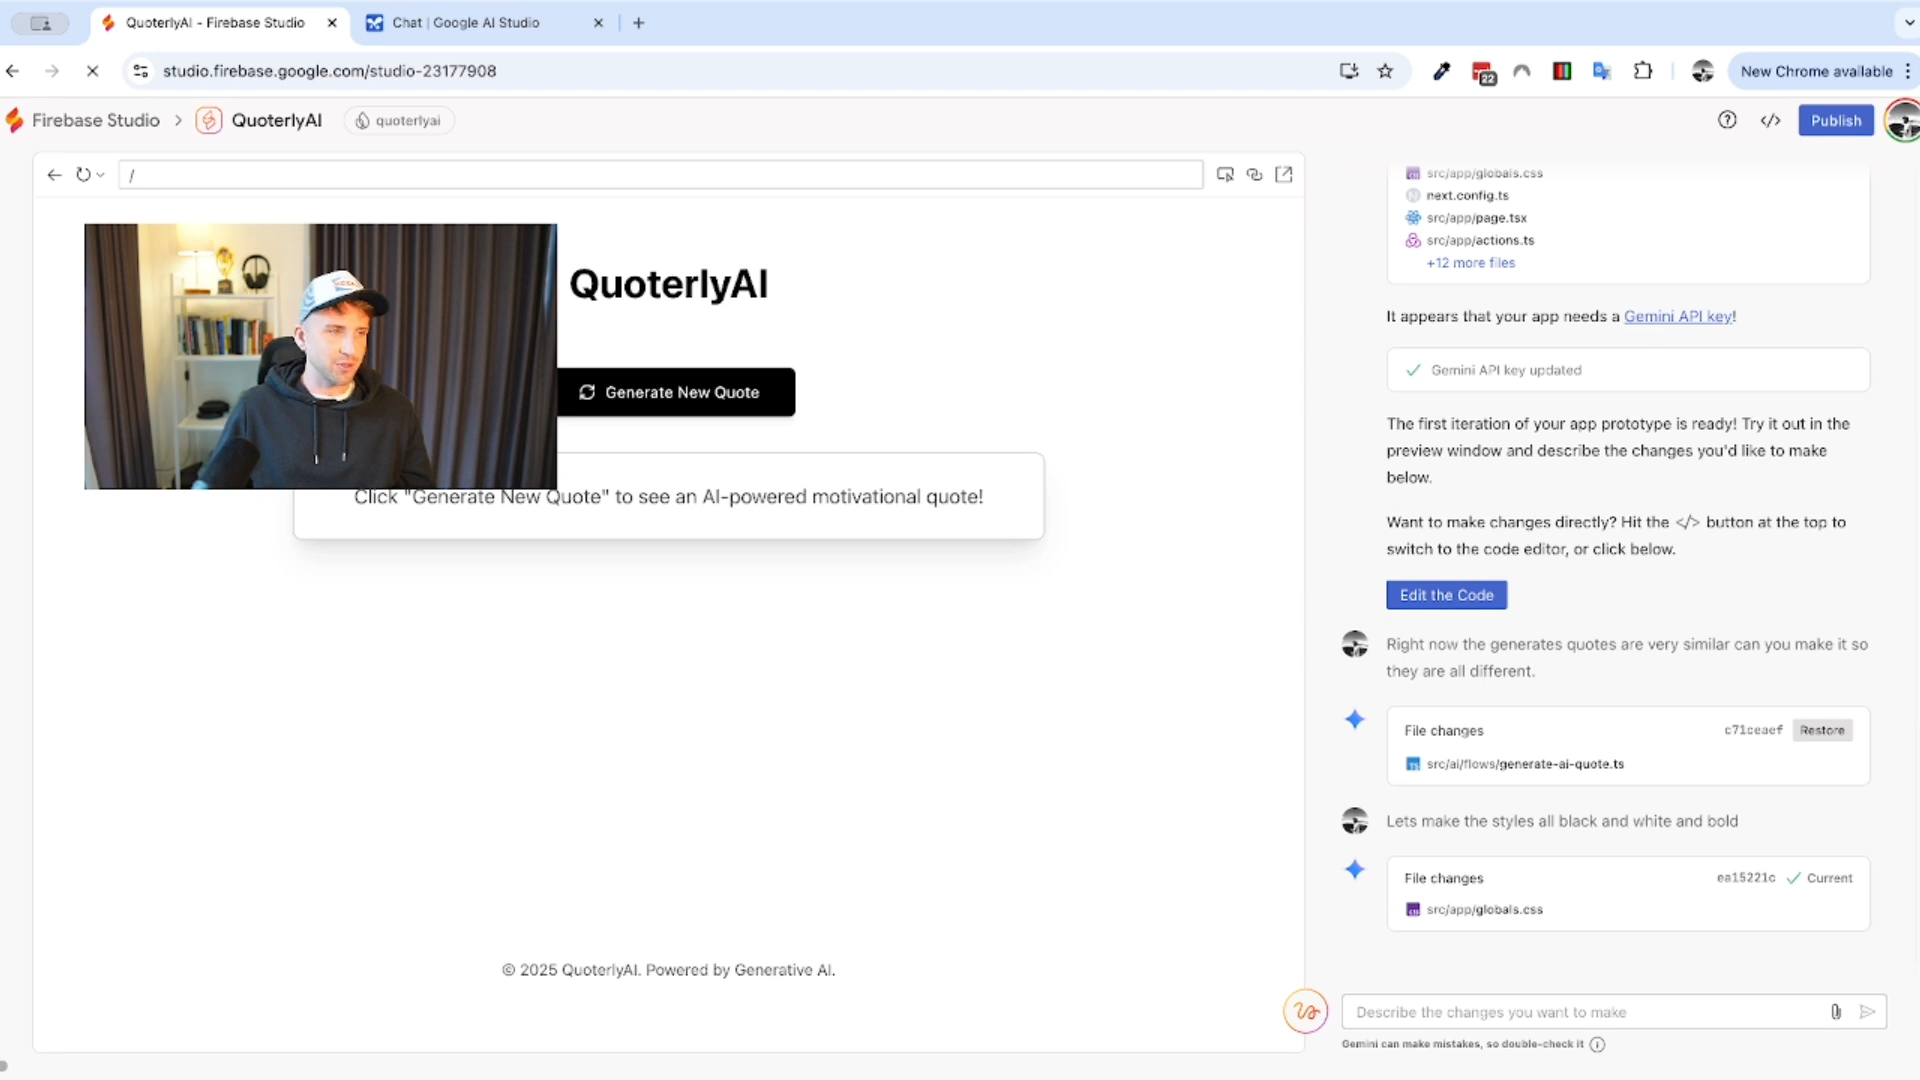 QuoterlyAI - Firebase Studio
Chat | Google AI Studio
studio.firebase.google.com/studio-23177908
22
New Chrome available
Firebase Studio
QuoterlyAI
quoterlyai
</>
Publish
/
QuoterlyAI
Generate New Quote
Click "Generate New Quote" to see an AI-powered motivational quote!
© 2025 QuoterlyAI. Powered by Generative AI.
src/app/globals.css
next.config.ts
src/app/page.tsx
src/app/actions.ts
+12 more files
It appears that your app needs a Gemini API key!
Gemini API key updated
The first iteration of your app prototype is ready! Try it out in the
preview window and describe the changes you'd like to make
below.
Want to make changes directly? Hit the </> button at the top to
switch to the code editor, or click below.
Edit the Code
Right now the generates quotes are very similar can you make it so
they are all different.
File changes
c71ceaef
Restore
src/ai/flows/generate-ai-quote.ts
Lets make the styles all black and white and bold
File changes
ea15221c
Current
src/app/globals.css
Describe the changes you want to make
Gemini can make mistakes, so double-check it